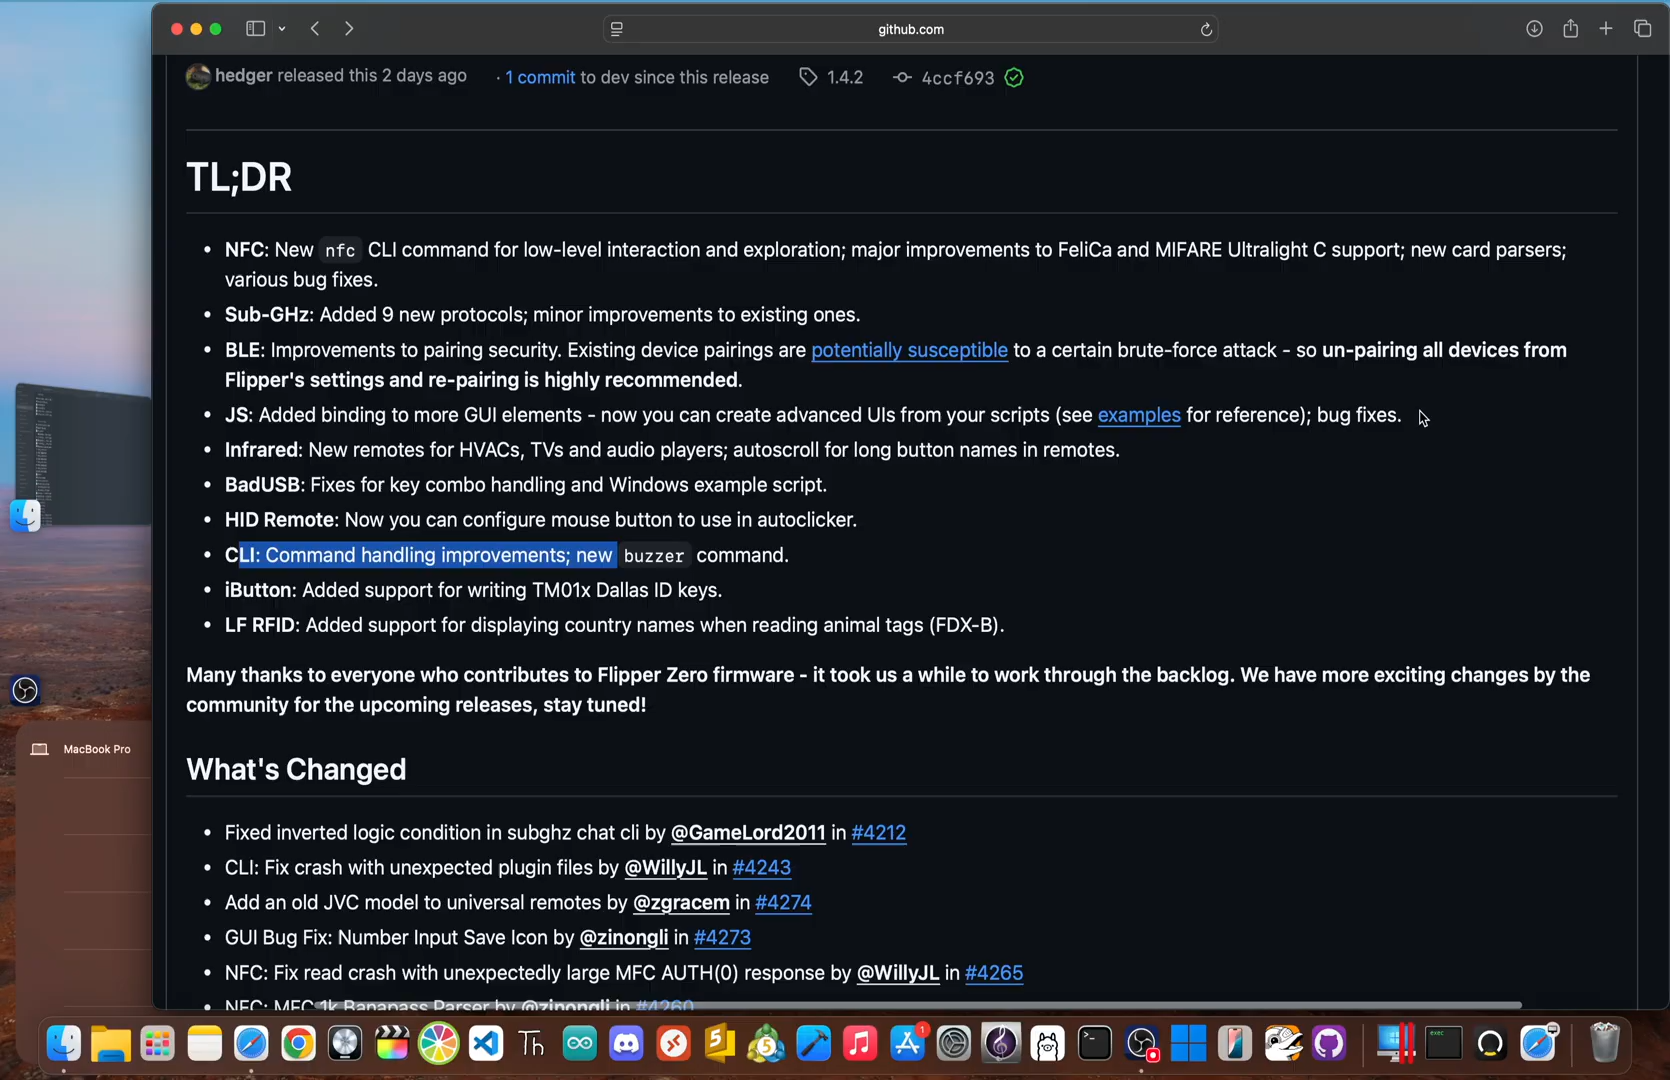 github.com
hedger released this 2 days ago · 1 commit to dev since this release 1.4.2 4ccf693
TL;DR
• NFC: New nfc CLI command for low-level interaction and exploration; major improvements to FeliCa and MIFARE Ultralight C support; new card parsers;
various bug fixes.
• Sub-GHz: Added 9 new protocols; minor improvements to existing ones.
• BLE: Improvements to pairing security. Existing device pairings are potentially susceptible to a certain brute-force attack - so un-pairing all devices from
Flipper's settings and re-pairing is highly recommended.
• JS: Added binding to more GUI elements - now you can create advanced UIs from your scripts (see examples for reference); bug fixes.
• Infrared: New remotes for HVACs, TVs and audio players; autoscroll for long button names in remotes.
• BadUSB: Fixes for key combo handling and Windows example script.
• HID Remote: Now you can configure mouse button to use in autoclicker.
• CLI: Command handling improvements; new buzzer command.
• iButton: Added support for writing TM01x Dallas ID keys.
• LF RFID: Added support for displaying country names when reading animal tags (FDX-B).
Many thanks to everyone who contributes to Flipper Zero firmware - it took us a while to work through the backlog. We have more exciting changes by the
community for the upcoming releases, stay tuned!
MacBook Pro
What's Changed
• Fixed inverted logic condition in subghz chat cli by @GameLord2011 in #4212
• CLI: Fix crash with unexpected plugin files by @WillyJL in #4243
• Add an old JVC model to universal remotes by @zgracem in #4274
• GUI Bug Fix: Number Input Save Icon by @zinongli in #4273
• NFC: Fix read crash with unexpectedly large MFC AUTH(0) response by @WillyJL in #4265
• NFC: MFC 1k Banapass Parser by @zinongli in #4260
Th
5
5
1
exec